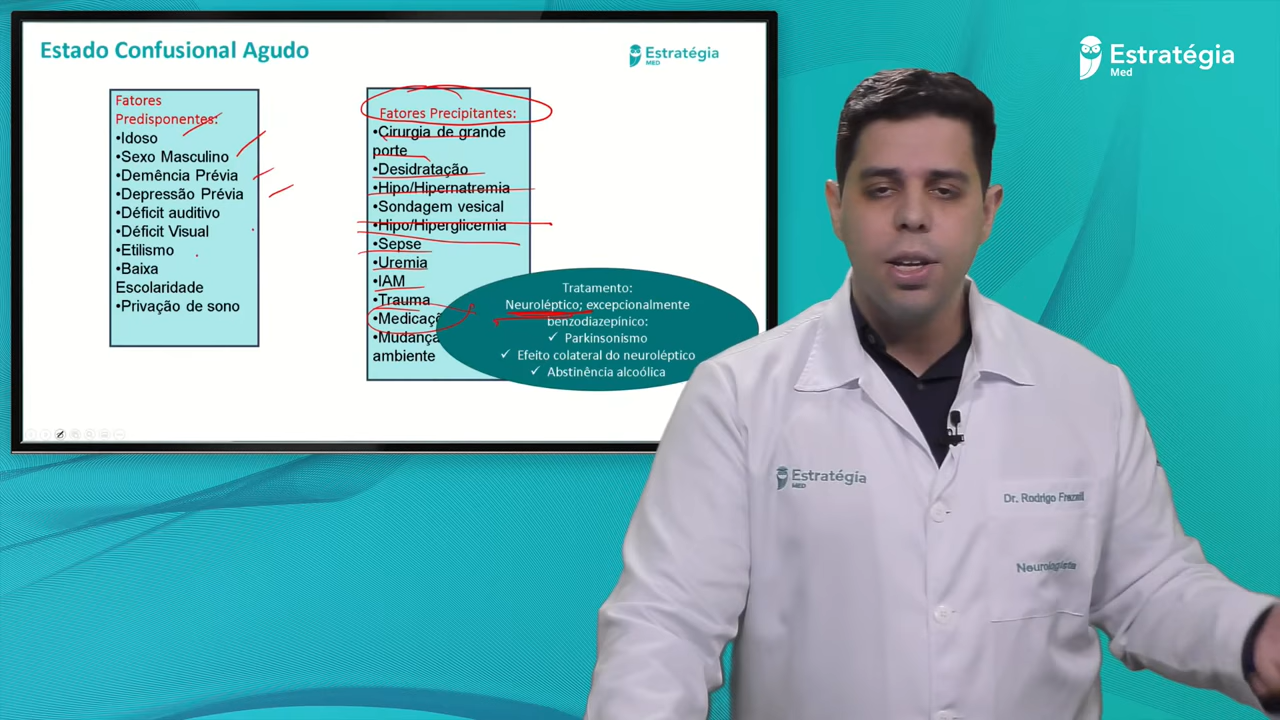 Estado Confusional Agudo
Estratégia
MED
Fatores
Predisponentes:
•Idoso
•Sexo Masculino
•Demência Prévia
•Depressão Prévia
•Déficit auditivo
•Déficit Visual
•Etilismo
•Baixa
Escolaridade
•Privação de sono
Fatores Precipitantes:
•Cirurgia de grande
porte
•Desidratação
•Hipo/Hipernatremia
•Sondagem vesical
•Hipo/Hiperglicemia
•Sepse
•Uremia
•IAM
•Trauma
•Medicaçã
•Mudança
ambiente
Tratamento:
Neuroléptico; excepcionalmente
benzodiazepínico:
✓ Parkinsonismo
✓ Efeito colateral do neuroléptico
✓ Abstinência alcoólica
Estratégia
Med
Estratégia
MED
Dr. Rodrigo Frezatti
Neurologista